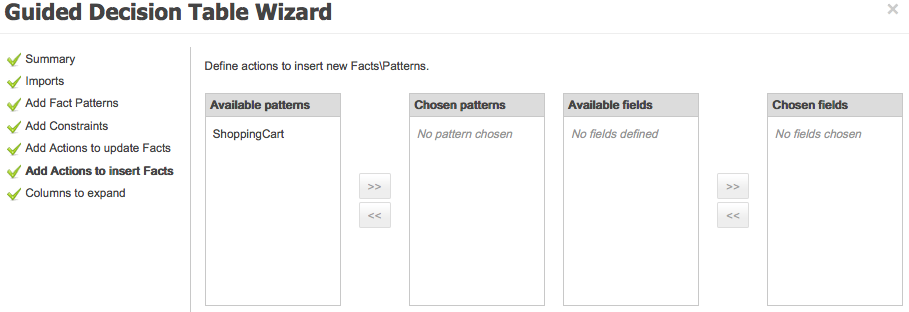 Guided Decision Table Wizard
×
Summary
Imports
Add Fact Patterns
Add Constraints
Add Actions to update Facts
Add Actions to insert Facts
Columns to expand
Define actions to insert new Facts\Patterns.
Available patterns
ShoppingCart
>>
<<
Chosen patterns
No pattern chosen
Available fields
No fields defined
>>
<<
Chosen fields
No fields chosen